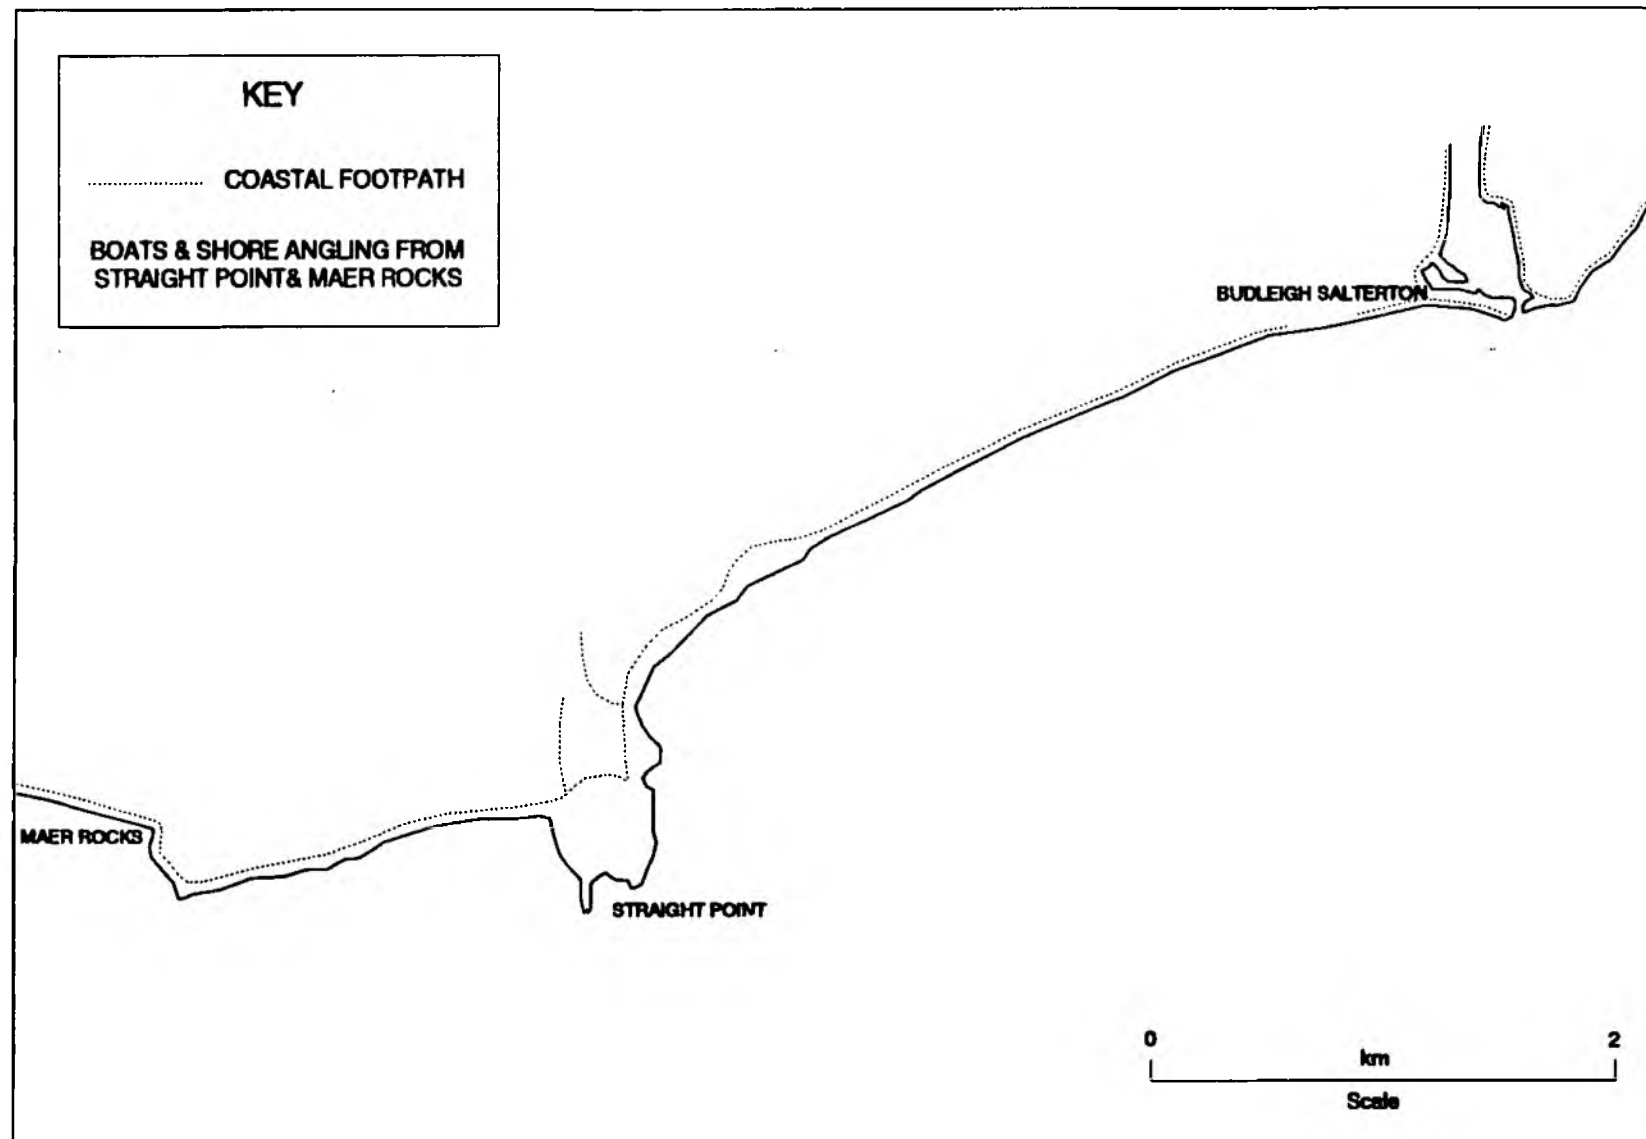 KEY
COASTAL FOOTPATH
BOATS & SHORE ANGLING FROM
STRAIGHT POINT& MAER ROCKS
BUDLEIGH SALTERTON
MAER ROCKS
STRAIGHT POINT
0 2
km
Scale